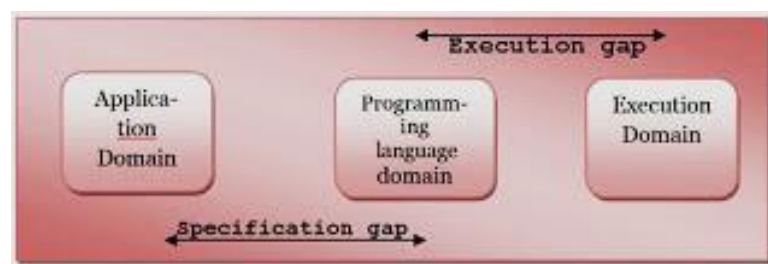 Execution gap
Applica-
tion
Domain
Programm-
ing
language
domain
Execution
Domain
Specification gap